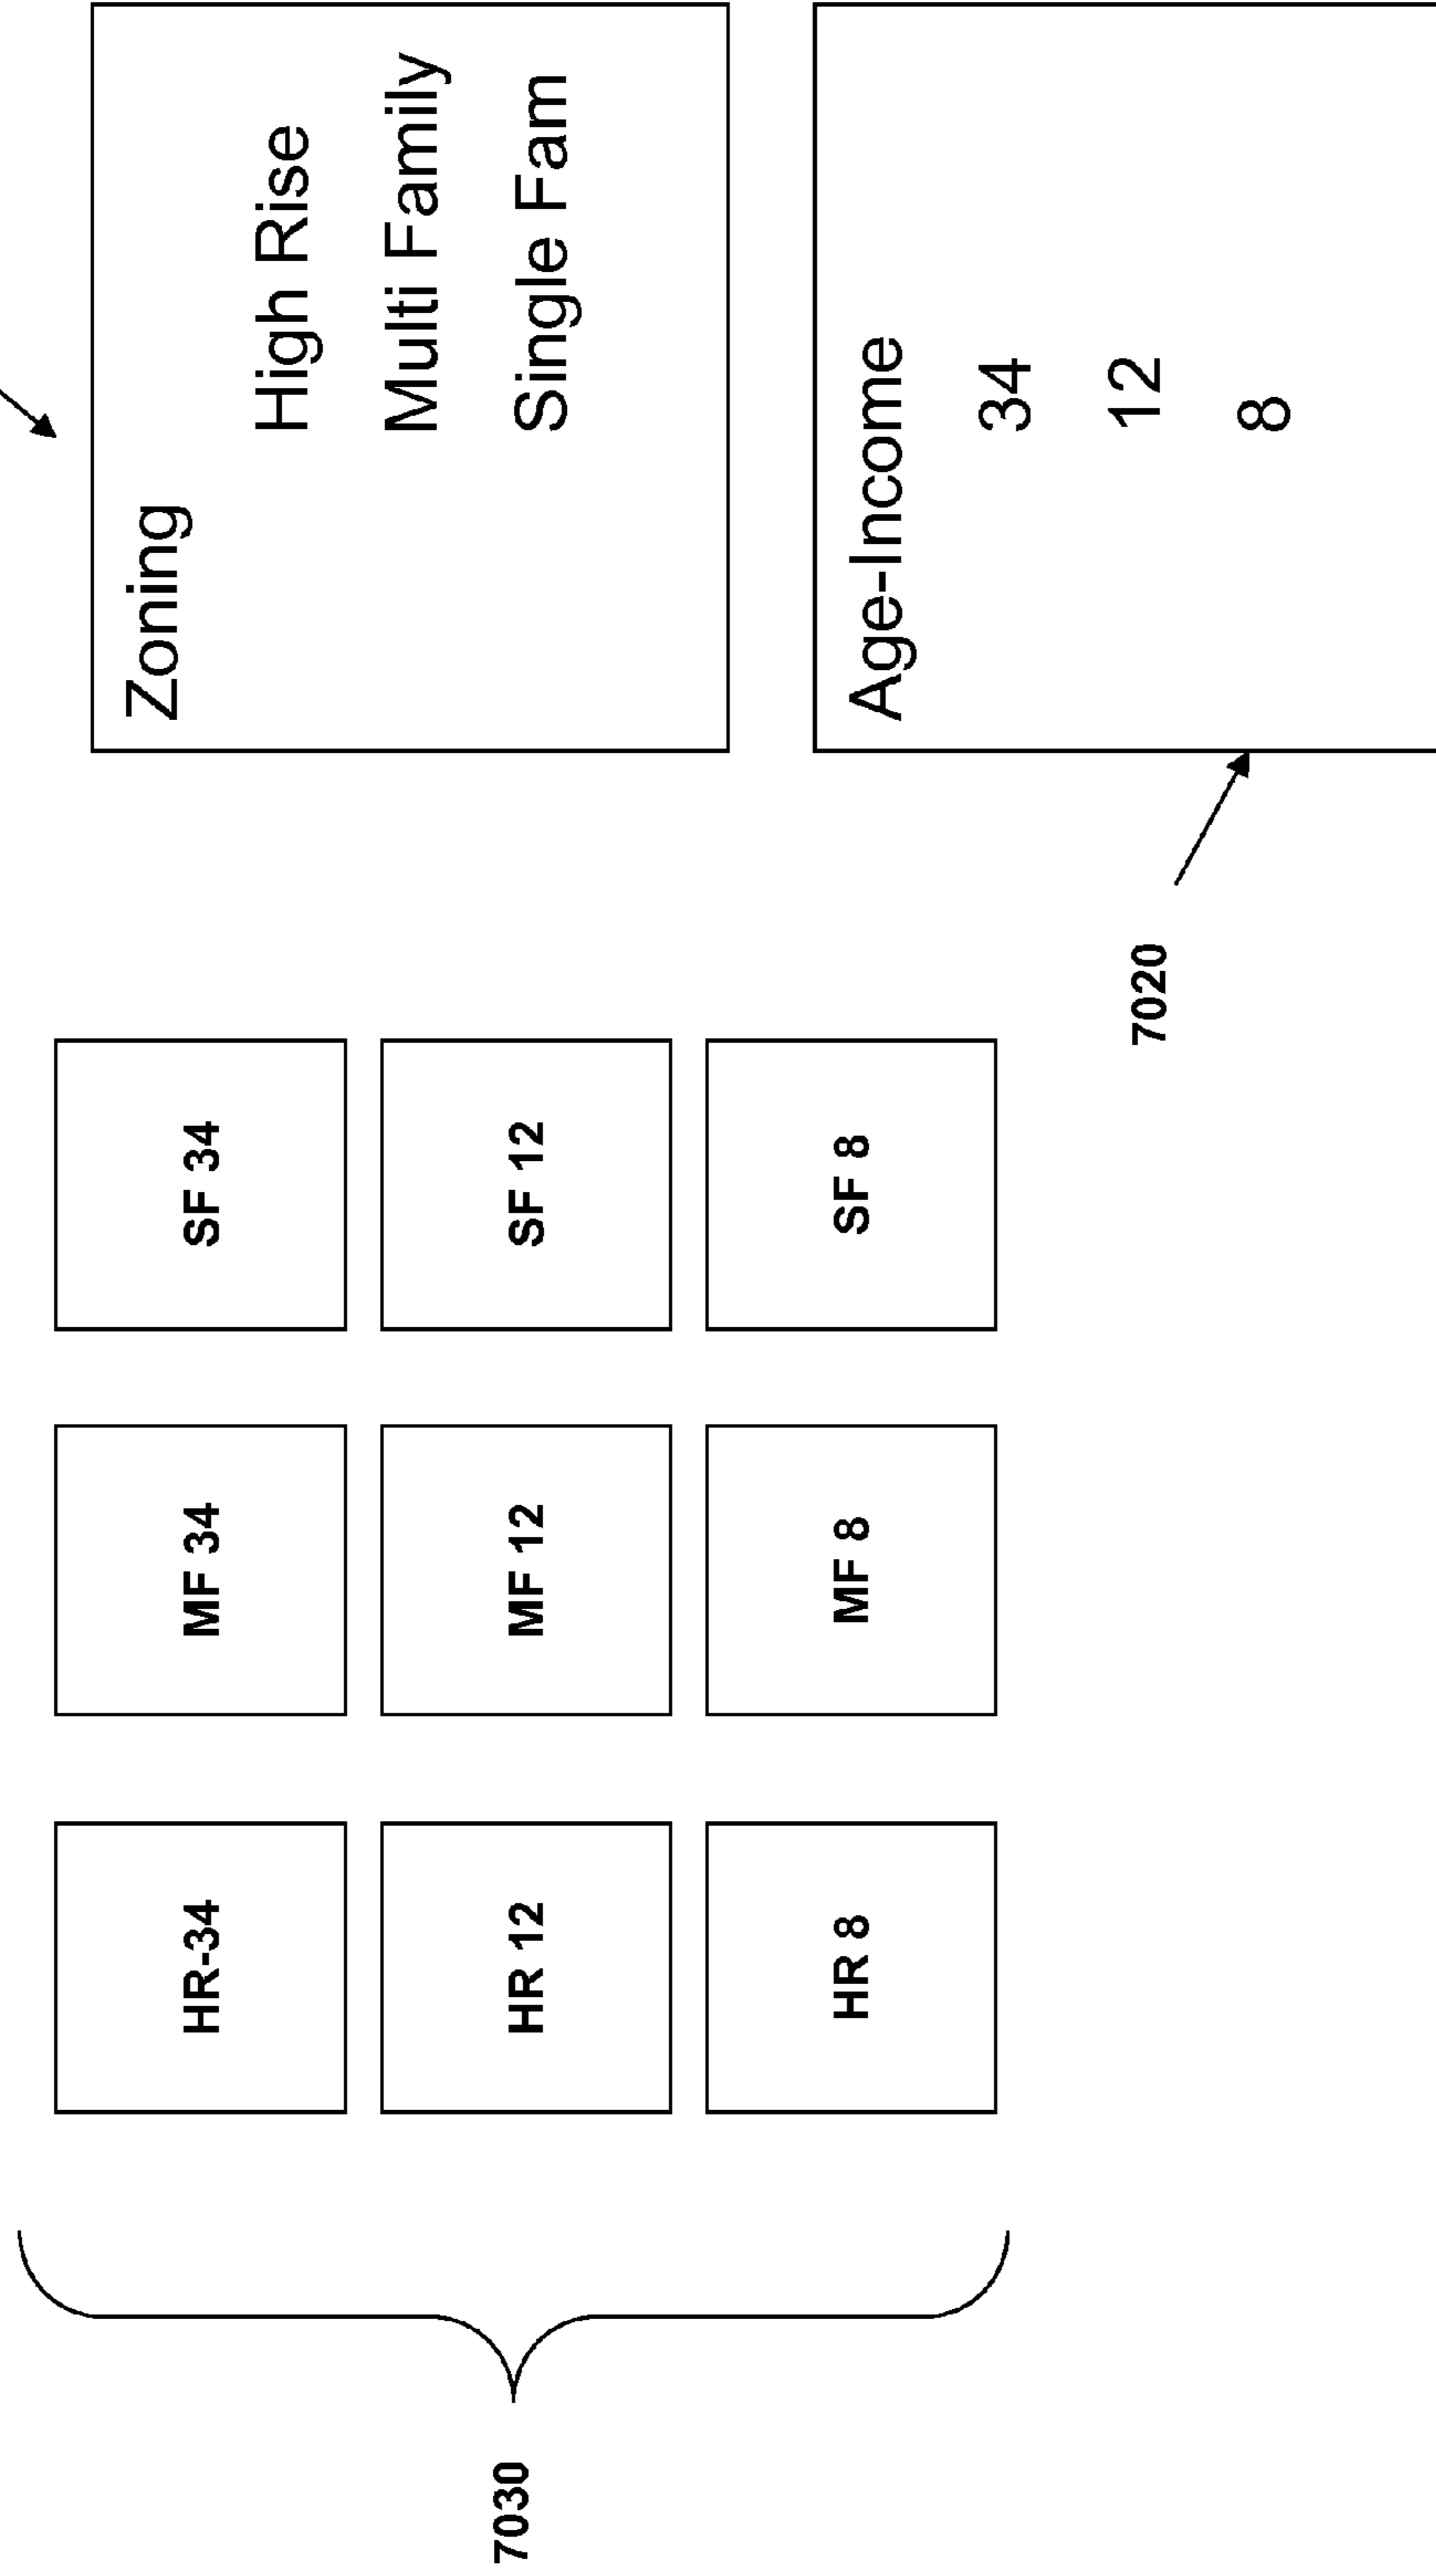 7030
HR-34
MF 34
SF 34
HR 12
MF 12
SF 12
HR 8
MF 8
SF 8
Zoning
High Rise
Multi Family
Single Fam
7020
Age-Income
34
12
8